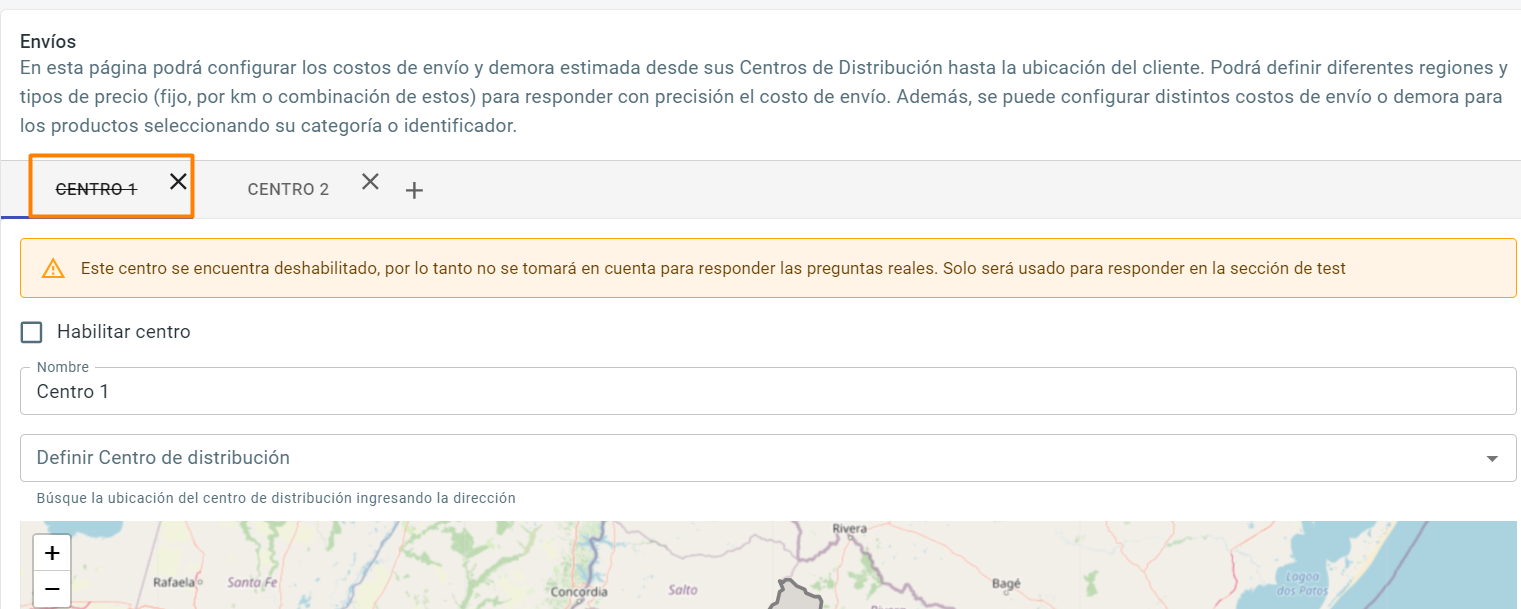 Envíos
En esta página podrá configurar los costos de envío y demora estimada desde sus Centros de Distribución hasta la ubicación del cliente. Podrá definir diferentes regiones y
tipos de precio (fijo, por km o combinación de estos) para responder con precisión el costo de envío. Además, se puede configurar distintos costos de envío o demora para
los productos seleccionando su categoría o identificador.
CENTRO 1 CENTRO 2 +
Este centro se encuentra deshabilitado, por lo tanto no se tomará en cuenta para responder las preguntas reales. Solo será usado para responder en la sección de test
Habilitar centro
Nombre
Centro 1
Definir Centro de distribución
Búsque la ubicación del centro de distribución ingresando la dirección
Rivera
+
Rafaela
Santa Fe
Concordia
Salto
Bagé
Lagoa
dos Patos
−